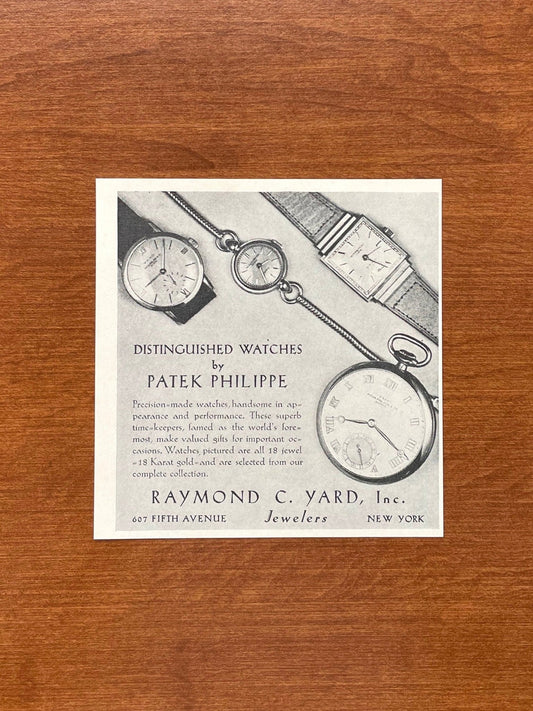 DISTINGUISHED WATCHES
by
PATEK PHILIPPE
Precision-made watches, handsome in ap-
pearance and performance. These superb
time-keepers, famed as the world's fore-
most, make valued gifts for important oc-
casions. Watches pictured are all 18 jewel
-18 Karat gold-and are selected from our
complete collection.
RAYMOND C. YARD, Inc.
607 FIFTH AVENUE Jewelers NEW YORK